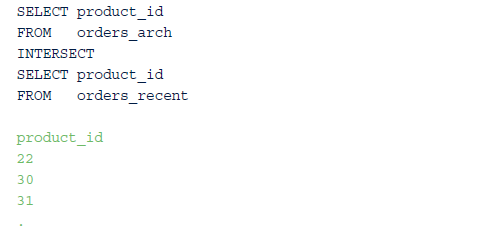 SELECT product_id
FROM   orders_arch
INTERSECT
SELECT product_id
FROM   orders_recent

product_id
22
30
31
.